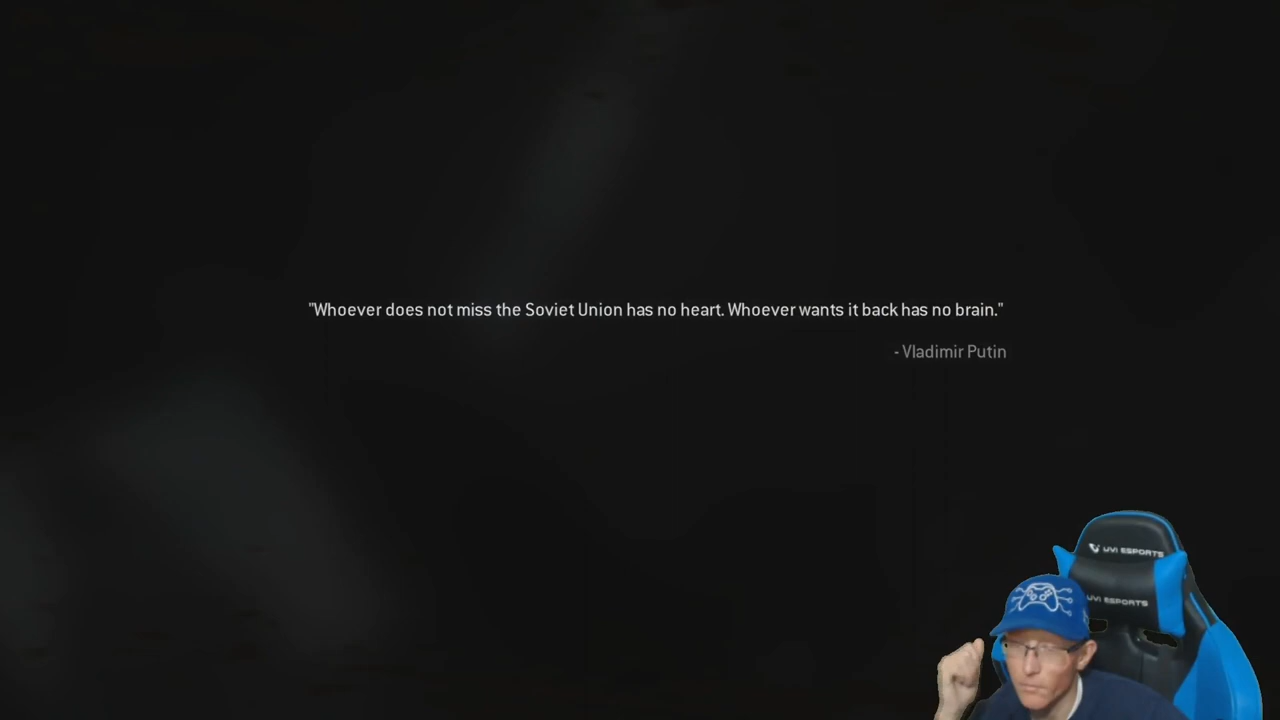 "Whoever does not miss the Soviet Union has no heart. Whoever wants it back has no brain."
- Vladimir Putin
UVI ESPORTS
UVI ESPORTS